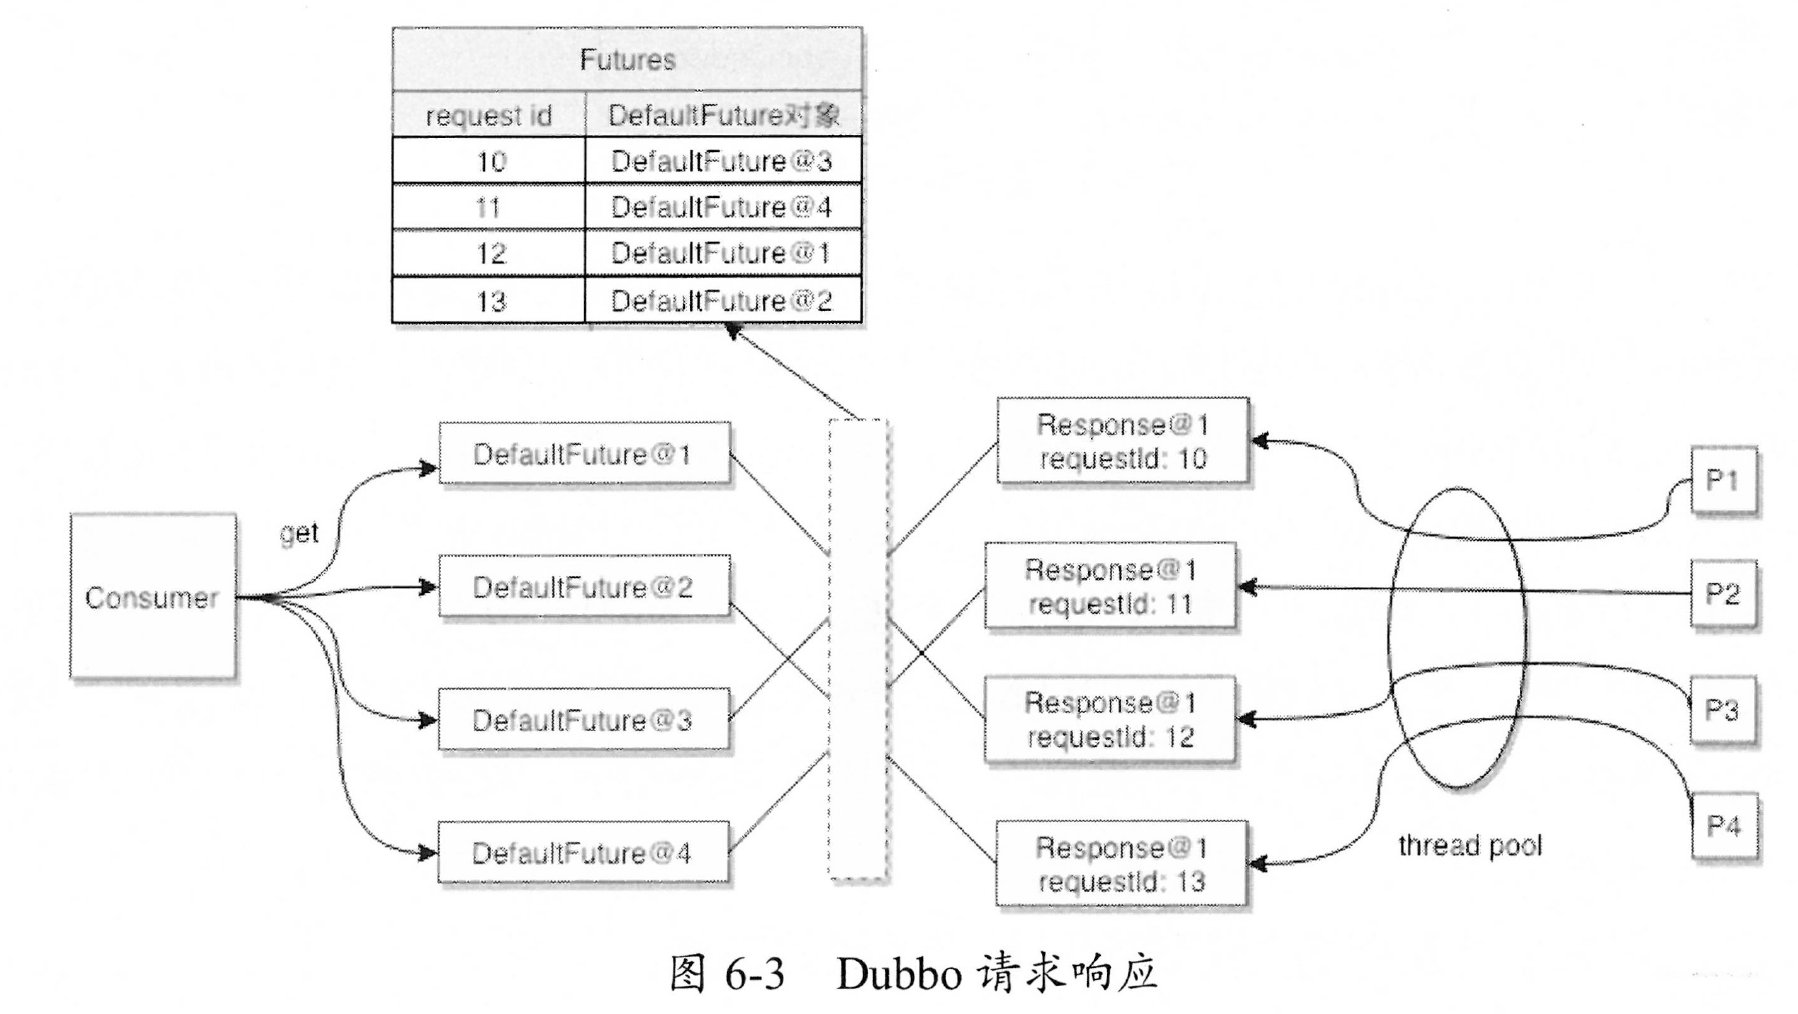 Futures
request id DefaultFuture对象
10 DefaultFuture@3
11 DefaultFuture@4
12 DefaultFuture@1
13 DefaultFuture@2
Consumer
get
DefaultFuture@1
DefaultFuture@2
DefaultFuture@3
DefaultFuture@4
Response@1
requestId: 10
Response@1
requestId: 11
Response@1
requestId: 12
Response@1
requestId: 13
thread pool
P1
P2
P3
P4
图 6-3 Dubbo 请求响应